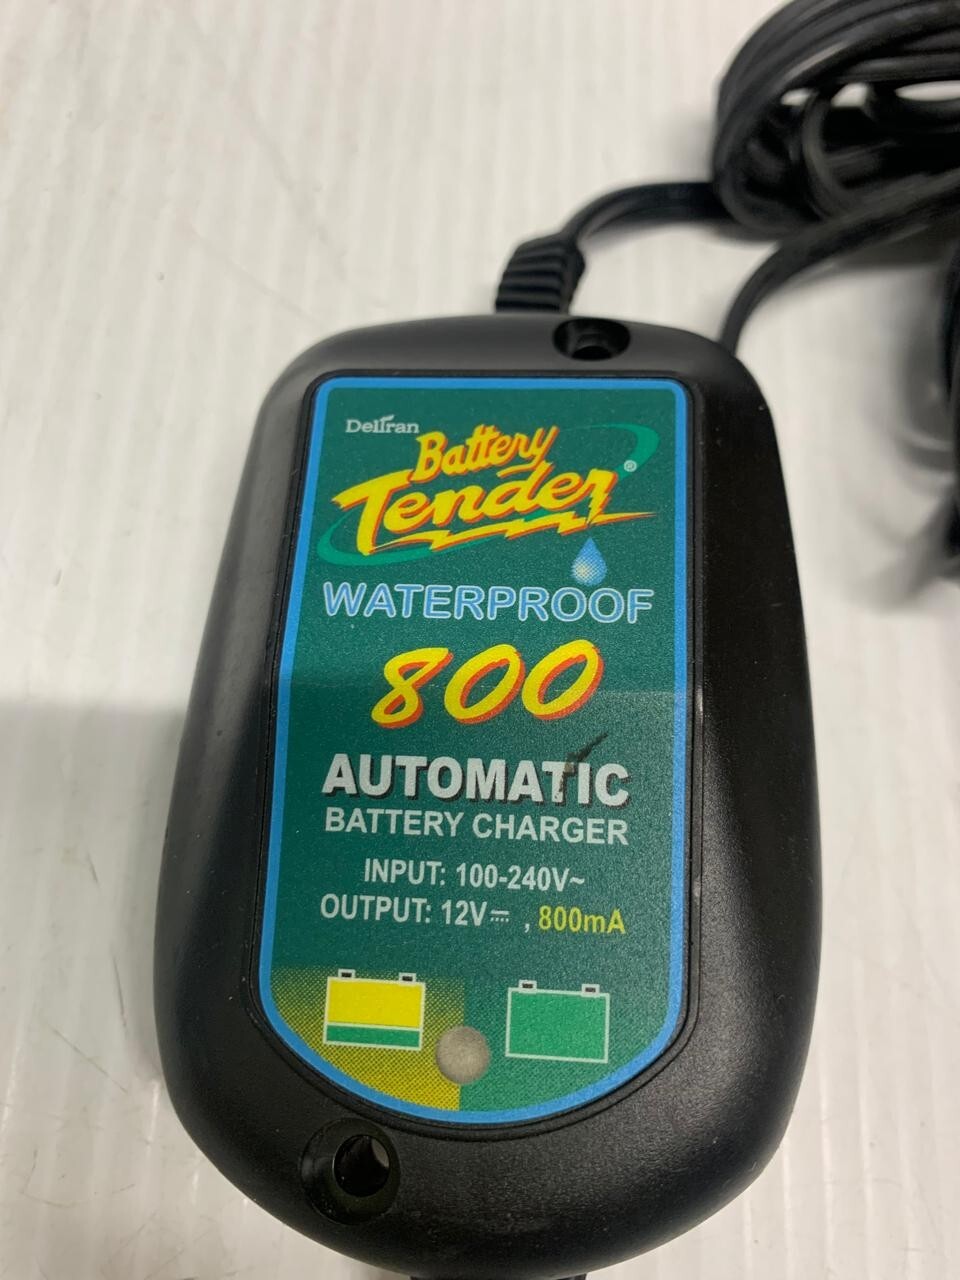 Deltran
Battery
Tender®
WATERPROOF
800
AUTOMATIC
BATTERY CHARGER
INPUT: 100-240V~
OUTPUT: 12V⎓ , 800mA